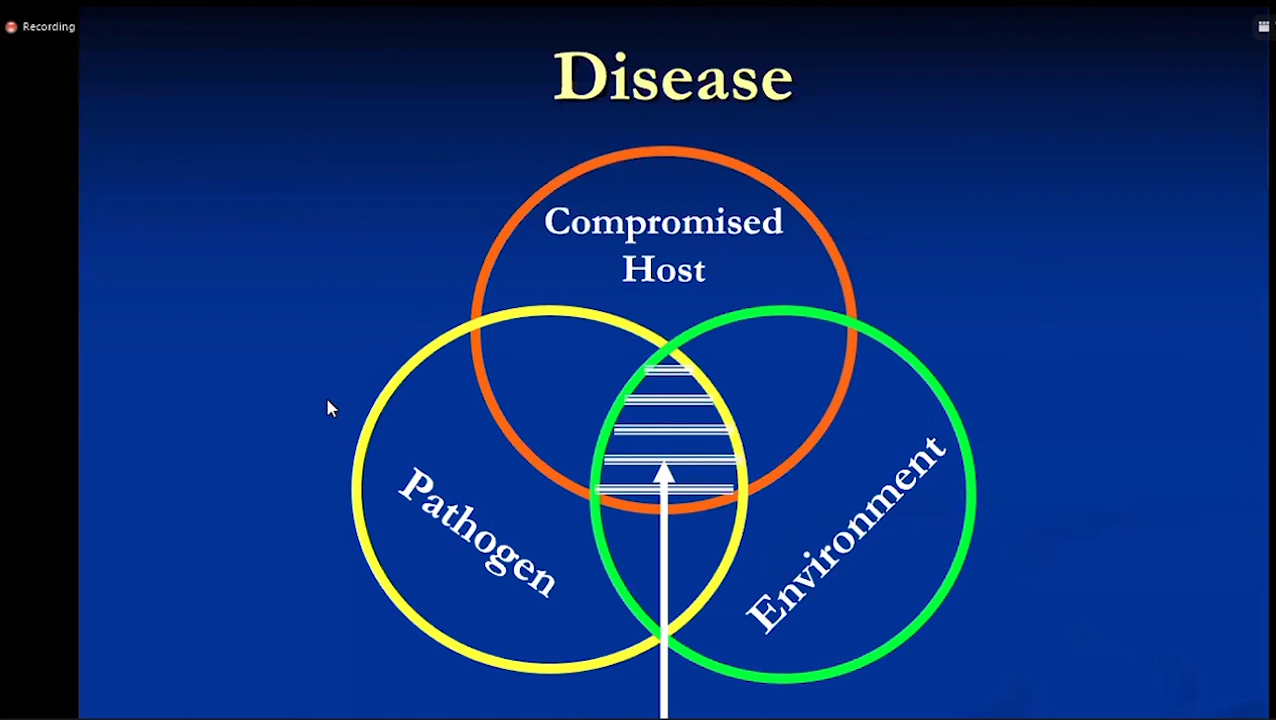 Recording
Disease
Compromised
Host
Pathogen
Environment